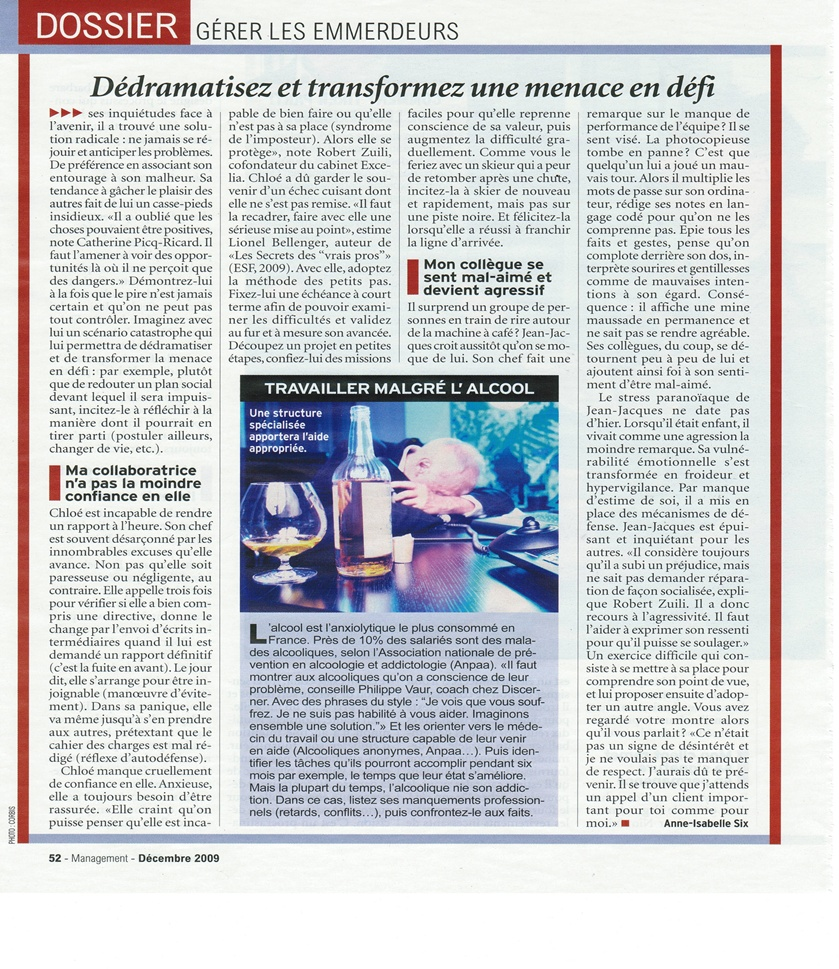 DOSSIER GÉRER LES EMMERDEURS
Dédramatisez et transformez une menace en défi
►►► ses inquiétudes face à
l'avenir, il a trouvé une solu-
tion radicale : ne jamais se ré-
jouir et anticiper les problèmes.
De préférence en associant son
entourage à son malheur. Sa
tendance à gâcher le plaisir des
autres fait de lui un casse-pieds
insidieux. «Il a oublié que les
choses pouvaient être positives,
note Catherine Picq-Ricard. Il
faut l'amener à voir des oppor-
tunités là où il ne perçoit que
des dangers.» Démontrez-lui
à la fois que le pire n'est jamais
certain et qu'on ne peut pas
tout contrôler. Imaginez avec
lui un scénario catastrophe qui
lui permettra de dédramatiser
et de transformer la menace
en défi : par exemple, plutôt
que de redouter un plan social
devant lequel il sera impuis-
sant, incitez-le à réfléchir à la
manière dont il pourrait en
tirer parti (postuler ailleurs,
changer de vie, etc.).
Ma collaboratrice
n'a pas la moindre
confiance en elle
Chloé est incapable de rendre
un rapport à l'heure. Son chef
est souvent désarçonné par les
innombrables excuses qu'elle
avance. Non pas qu'elle soit
paresseuse ou négligente, au
contraire. Elle appelle trois fois
pour vérifier si elle a bien com-
pris une directive, donne le
change par l'envoi d'écrits in-
termédiaires quand il lui est
demandé un rapport définitif
(c'est la fuite en avant). Le jour
dit, elle s'arrange pour être in-
joignable (manœuvre d'évite-
ment). Dans sa panique, elle
va même jusqu'à s'en prendre
aux autres, prétextant que le
cahier des charges est mal ré-
digé (réflexe d'autodéfense).
Chloé manque cruellement
de confiance en elle. Anxieuse,
elle a toujours besoin d'être
rassurée. «Elle craint qu'on
puisse penser qu'elle est inca-
pable de bien faire ou qu'elle
n'est pas à sa place (syndrome
de l'imposteur). Alors elle se
protège», note Robert Zuili,
cofondateur du cabinet Exce-
lia. Chloé a dû garder le sou-
venir d'un échec cuisant dont
elle ne s'est pas remise. «Il faut
la recadrer, faire avec elle une
sérieuse mise au point», estime
Lionel Bellenger, auteur de
«Les Secrets des "vrais pros"»
(ESF, 2009). Avec elle, adoptez
la méthode des petits pas.
Fixez-lui une échéance à court
terme afin de pouvoir exami-
ner les difficultés et validez
au fur et à mesure son avancée.
Découpez un projet en petites
étapes, confiez-lui des missions
faciles pour qu'elle reprenne
conscience de sa valeur, puis
augmentez la difficulté gra-
duellement. Comme vous le
feriez avec un skieur qui a peur
de retomber après une chute,
incitez-la à skier de nouveau
et rapidement, mais pas sur
une piste noire. Et félicitez-la
lorsqu'elle a réussi à franchir
la ligne d'arrivée.
Mon collègue se
sent mal-aimé et
devient agressif
Il surprend un groupe de per-
sonnes en train de rire autour
de la machine à café ? Jean-Jac-
ques croit aussitôt qu'on se mo-
que de lui. Son chef fait une
remarque sur le manque de
performance de l'équipe ? Il se
sent visé. La photocopieuse
tombe en panne ? C'est que
quelqu'un lui a joué un mau-
vais tour. Alors il multiplie les
mots de passe sur son ordina-
teur, rédige ses notes en lan-
gage codé pour qu'on ne les
comprenne pas. Epie tous les
faits et gestes, pense qu'on
complote derrière son dos, in-
terprète sourires et gentillesses
comme de mauvaises inten-
tions à son égard. Consé-
quence : il affiche une mine
maussade en permanence et
ne sait pas se rendre agréable.
Ses collègues, du coup, se dé-
tournent peu à peu de lui et
ajoutent ainsi foi à son senti-
ment d'être mal-aimé.
Le stress paranoïaque de
Jean-Jacques ne date pas
d'hier. Lorsqu'il était enfant, il
vivait comme une agression la
moindre remarque. Sa vulné-
rabilité émotionnelle s'est
transformée en froideur et
hypervigilance. Par manque
d'estime de soi, il a mis en
place des mécanismes de dé-
fense. Jean-Jacques est épui-
sant et inquiétant pour les
autres. «Il considère toujours
qu'il a subi un préjudice, mais
ne sait pas demander répara-
tion de façon socialisée, expli-
que Robert Zuili. Il a donc
recours à l'agressivité. Il faut
l'aider à exprimer son ressenti
pour qu'il puisse se soulager.»
Un exercice difficile qui con-
siste à se mettre à sa place pour
comprendre son point de vue,
et lui proposer ensuite d'adop-
ter un autre angle. Vous avez
regardé votre montre alors
qu'il vous parlait ? «Ce n'était
pas un signe de désintérêt et
je ne voulais pas te manquer
de respect. J'aurais dû te pré-
venir. Il se trouve que j'attends
un appel d'un client impor-
tant pour toi comme pour
moi.» ■ Anne-Isabelle Six
TRAVAILLER MALGRÉ L'ALCOOL
Une structure
spécialisée
apportera l'aide
appropriée.
L'alcool est l'anxiolytique le plus consommé en
France. Près de 10% des salariés sont des mala-
des alcooliques, selon l'Association nationale de pré-
vention en alcoologie et addictologie (Anpaa). «Il faut
montrer aux alcooliques qu'on a conscience de leur
problème, conseille Philippe Vaur, coach chez Discer-
ner. Avec des phrases du style : "Je vois que vous souf-
frez. Je ne suis pas habilité à vous aider. Imaginons
ensemble une solution."» Et les orienter vers le méde-
cin du travail ou une structure capable de leur venir
en aide (Alcooliques anonymes, Anpaa…). Puis iden-
tifier les tâches qu'ils pourront accomplir pendant six
mois par exemple, le temps que leur état s'améliore.
Mais la plupart du temps, l'alcoolique nie son addic-
tion. Dans ce cas, listez ses manquements profession-
nels (retards, conflits…), puis confrontez-le aux faits.
PHOTO : CORBIS
52 - Management - Décembre 2009